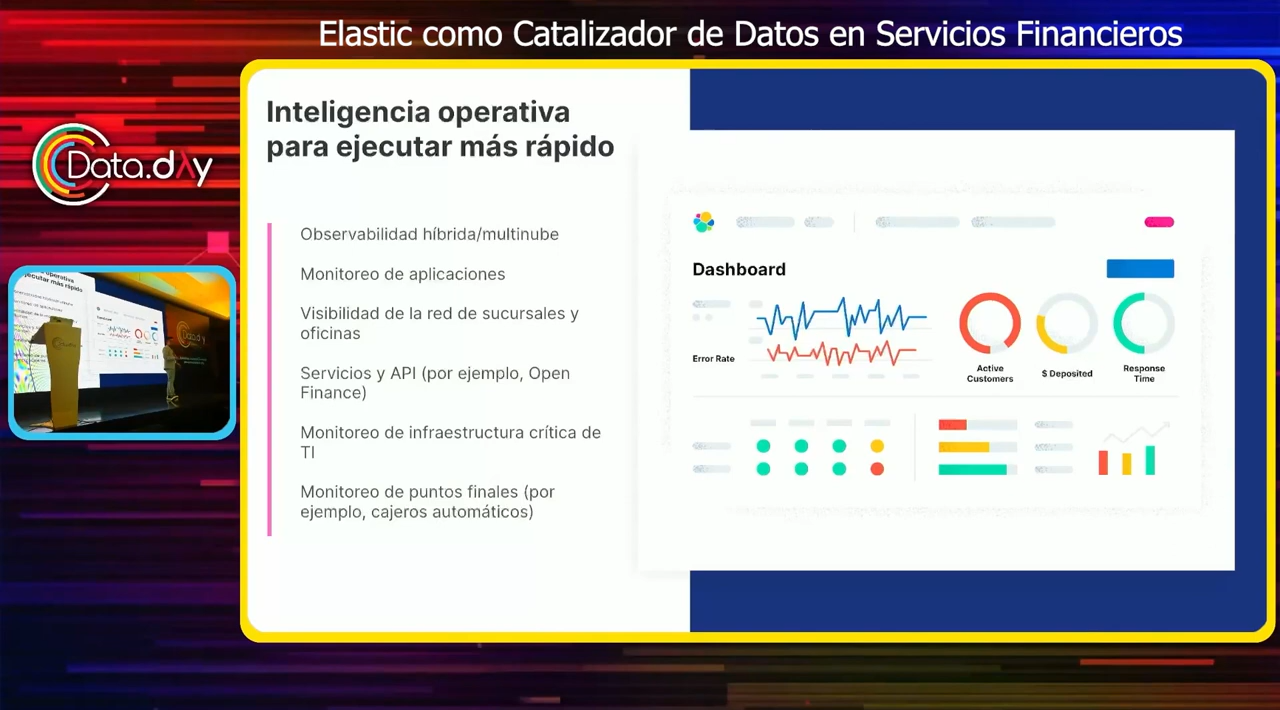 Elastic como Catalizador de Datos en Servicios Financieros
Data.dλy
Inteligencia operativa
para ejecutar más rápido
Observabilidad híbrida/multinube
Monitoreo de aplicaciones
Visibilidad de la red de sucursales y
oficinas
Servicios y API (por ejemplo, Open
Finance)
Monitoreo de infraestructura crítica de
TI
Monitoreo de puntos finales (por
ejemplo, cajeros automáticos)
Dashboard
Error Rate
Active
Customers
$ Deposited
Response
Time